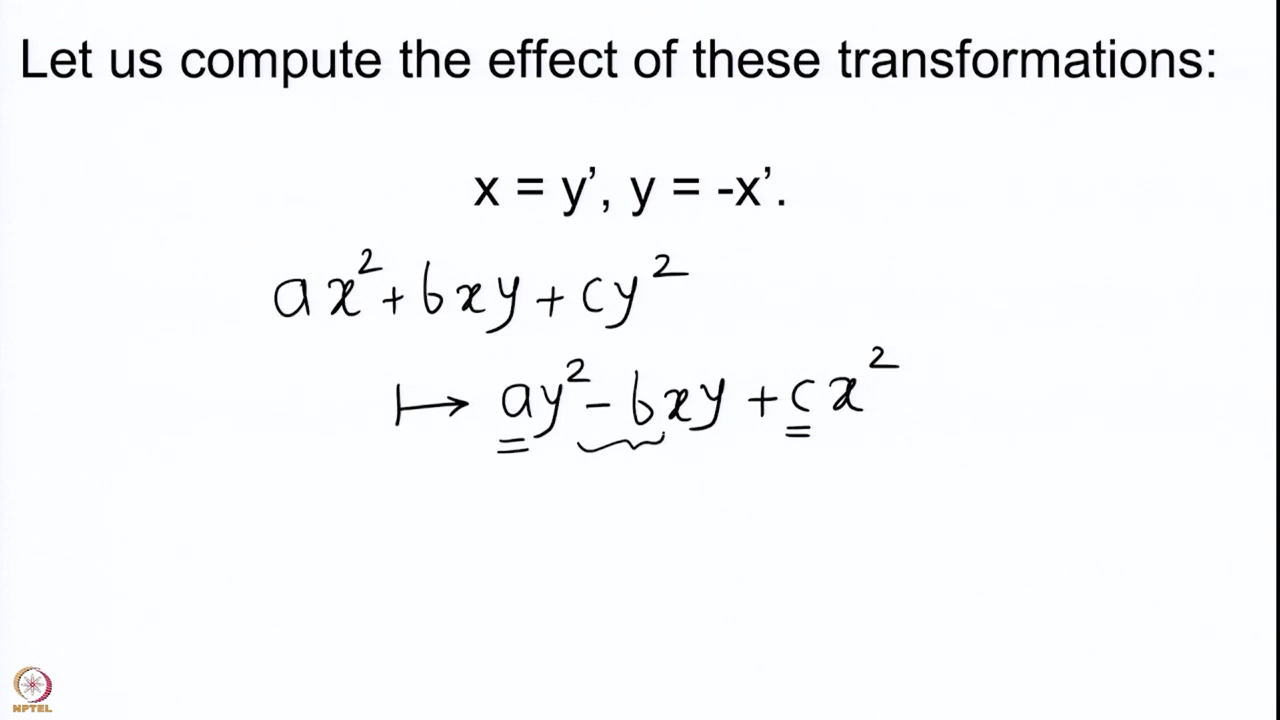 Let us compute the effect of these transformations:
x = y’, y = -x’.
ax²+bxy+cy²
↦ ay²-bxy+cx²
NPTEL